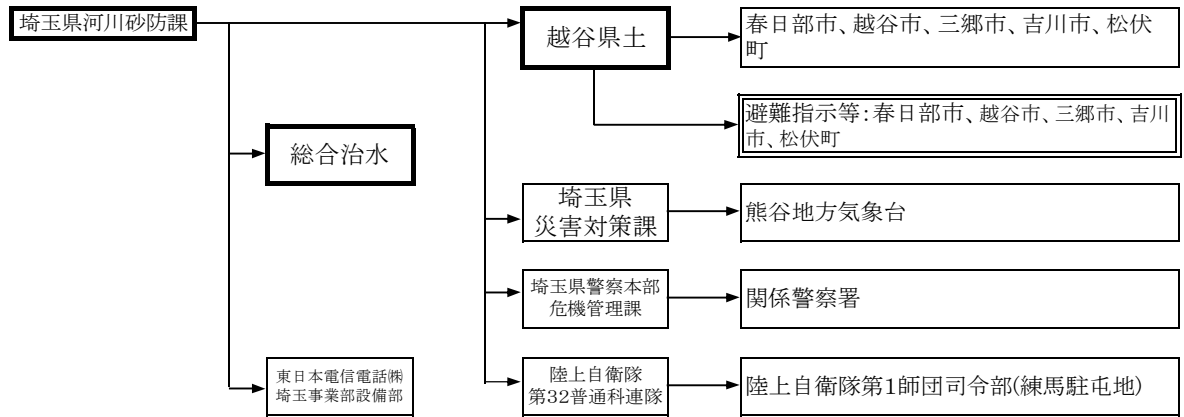 埼玉県河川砂防課
越谷県土
春日部市、越谷市、三郷市、吉川市、松伏
町
避難指示等:春日部市、越谷市、三郷市、吉川
市、松伏町
総合治水
埼玉県
災害対策課
熊谷地方気象台
埼玉県警察本部
危機管理課
関係警察署
東日本電信電話㈱
埼玉事業部設備部
陸上自衛隊
第32普通科連隊
陸上自衛隊第1師団司令部(練馬駐屯地)